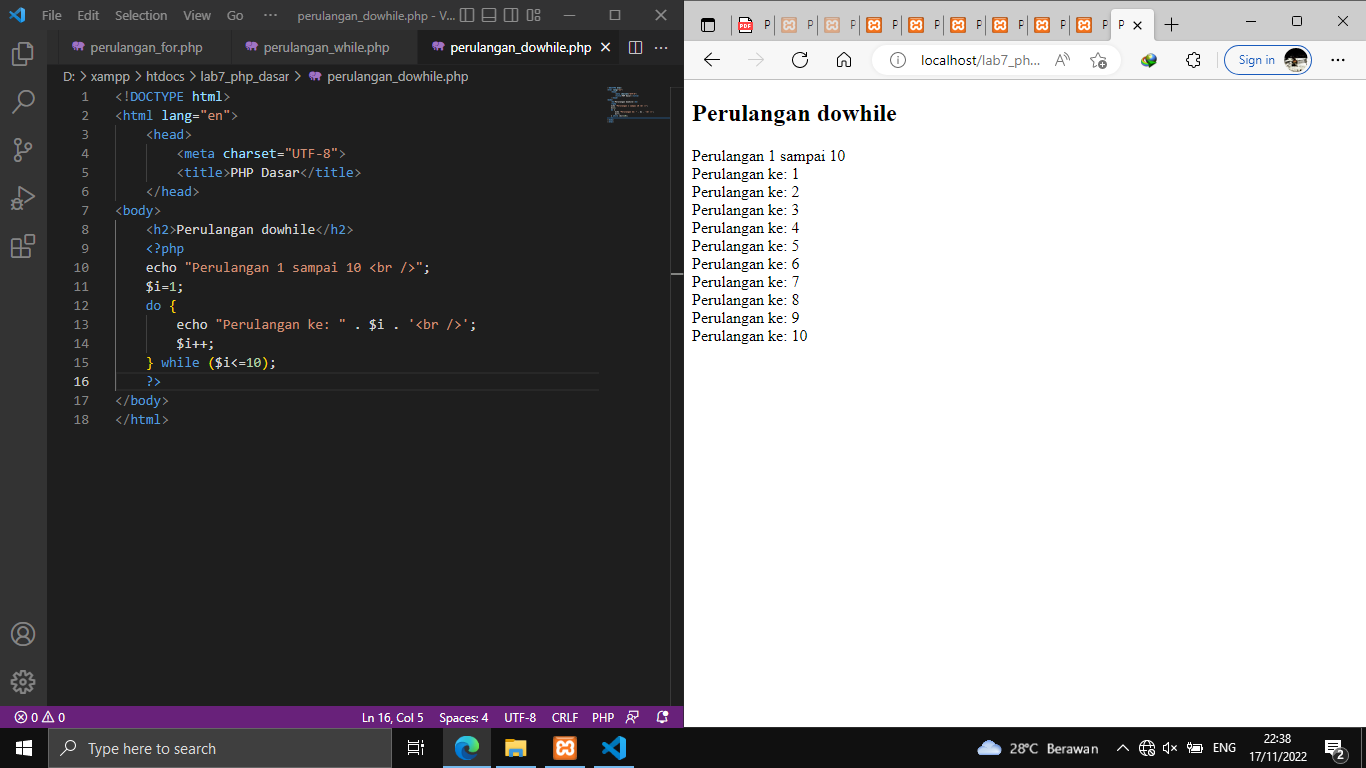 File Edit Selection View Go ··· perulangan_dowhile.php - V...
perulangan_for.php perulangan_while.php perulangan_dowhile.php
D: > xampp > htdocs > lab7_php_dasar > perulangan_dowhile.php
1 <!DOCTYPE html>
2 <html lang="en">
3 <head>
4 <meta charset="UTF-8">
5 <title>PHP Dasar</title>
6 </head>
7 <body>
8 <h2>Perulangan dowhile</h2>
9 <?php
10 echo "Perulangan 1 sampai 10 <br />";
11 $i=1;
12 do {
13 echo "Perulangan ke: " . $i . '<br />';
14 $i++;
15 } while ($i<=10);
16 ?>
17 </body>
18 </html>
0 0 Ln 16, Col 5 Spaces: 4 UTF-8 CRLF PHP
PDF P P P P P P P P P P
localhost/lab7_ph... A Sign in
Perulangan dowhile
Perulangan 1 sampai 10
Perulangan ke: 1
Perulangan ke: 2
Perulangan ke: 3
Perulangan ke: 4
Perulangan ke: 5
Perulangan ke: 6
Perulangan ke: 7
Perulangan ke: 8
Perulangan ke: 9
Perulangan ke: 10
Type here to search
28°C Berawan ENG
22:38
17/11/2022
2